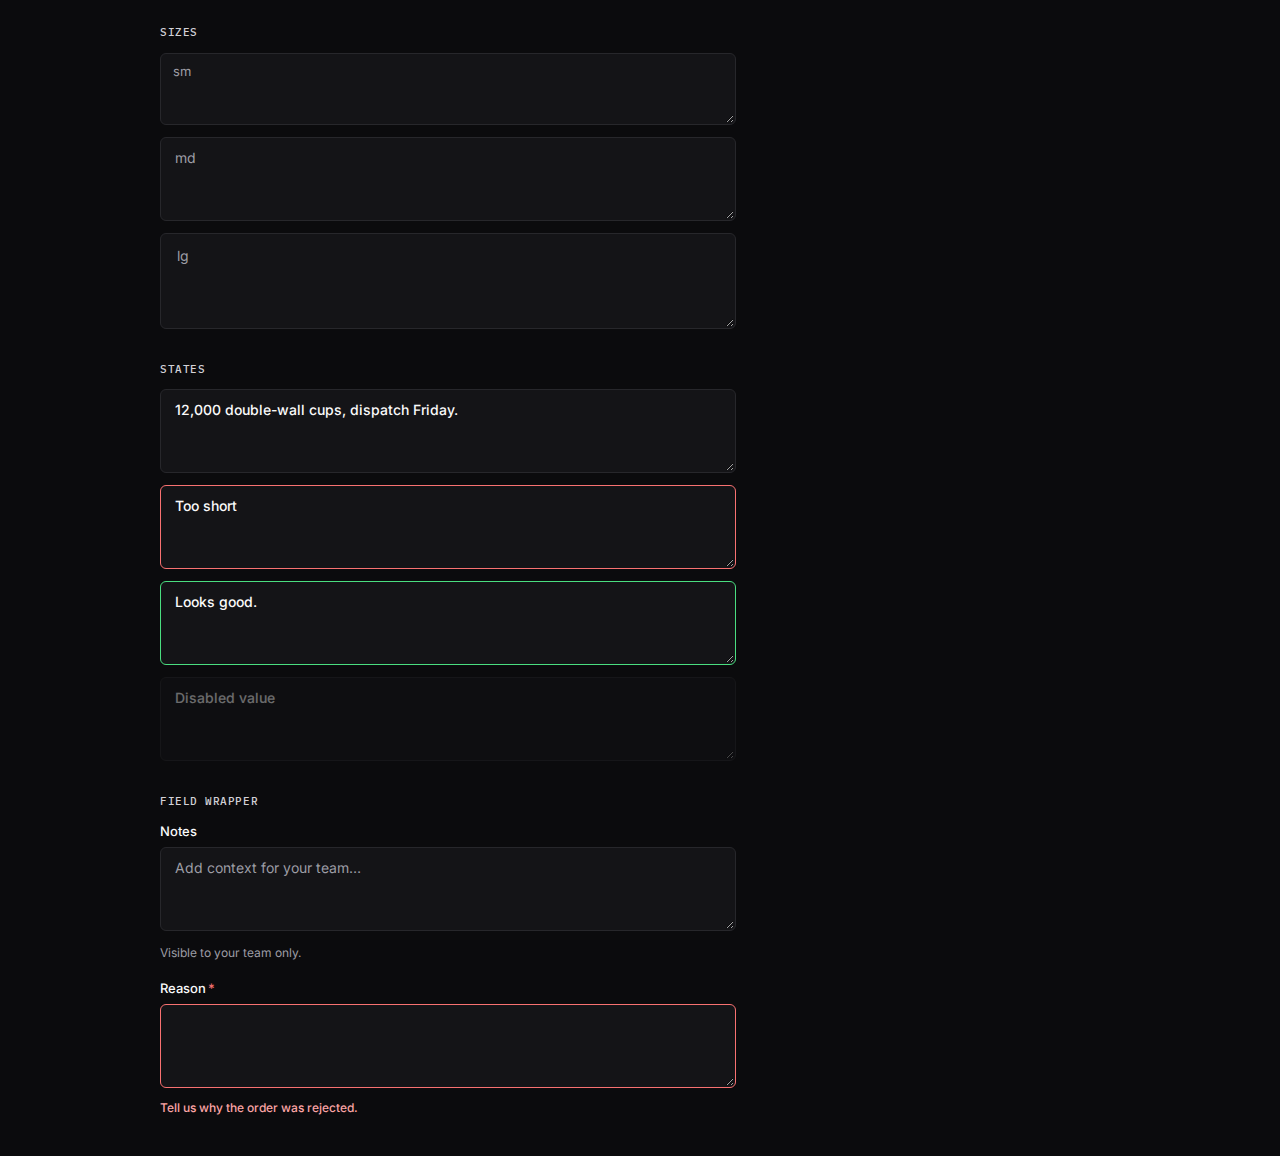 SIZES
sm
md
lg
STATES
12,000 double-wall cups, dispatch Friday.
Too short
Looks good.
Disabled value
FIELD WRAPPER
Notes
Add context for your team...
Visible to your team only.
Reason *
Tell us why the order was rejected.